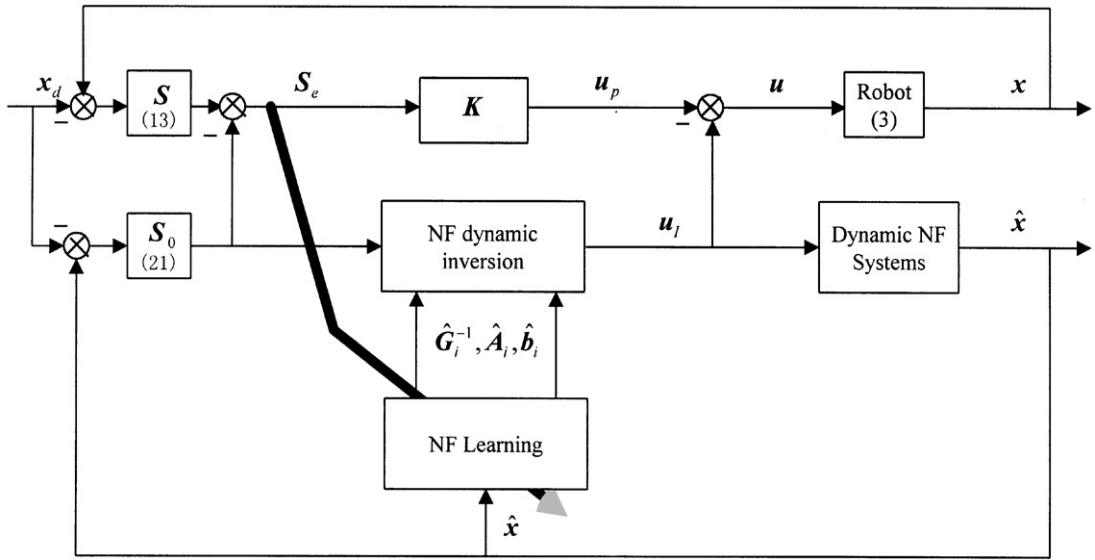 x_d
−
S
(13)
−
S_e
K
u_p
−
u
Robot
(3)
x
−
S_0
(21)
NF dynamic
inversion
u_I
Dynamic NF
Systems
x̂
Ĝ_i^{-1}, Â_i, b̂_i
NF Learning
x̂